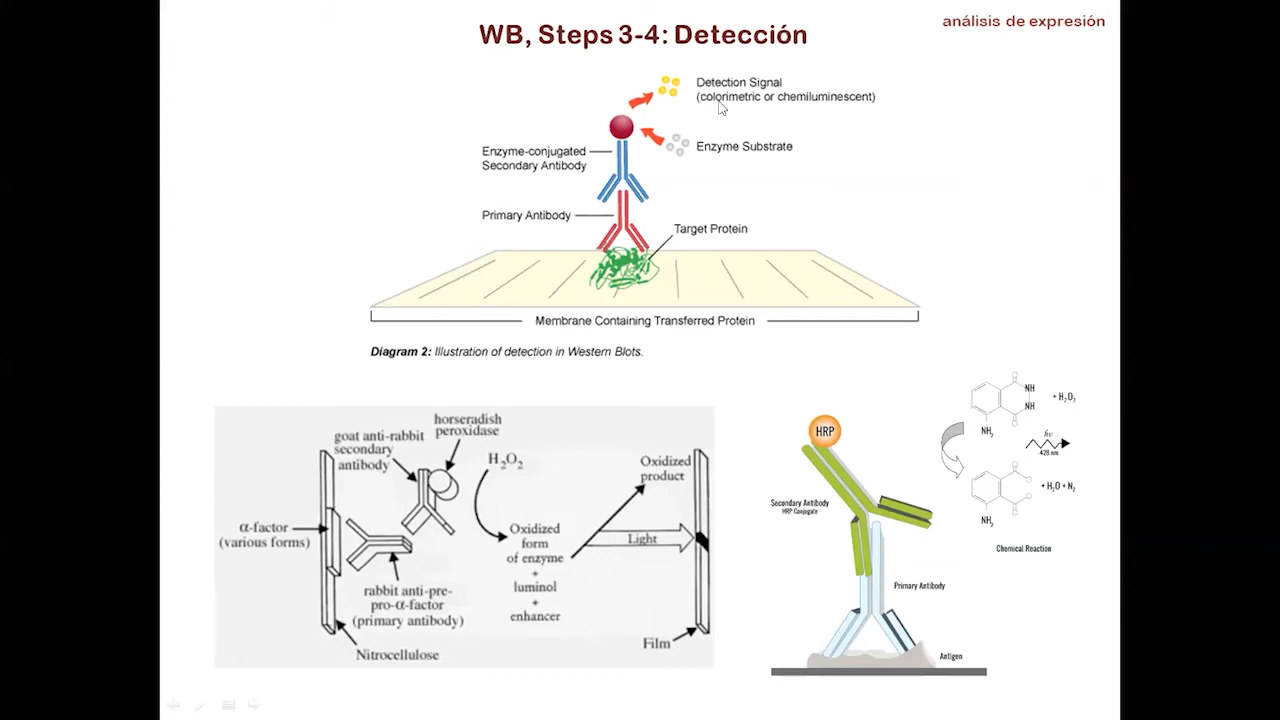 análisis de expresión
WB, Steps 3-4: Detección
Detection Signal
(colorimetric or chemiluminescent)
Enzyme Substrate
Enzyme-conjugated
Secondary Antibody
Primary Antibody
Target Protein
Membrane Containing Transferred Protein
Diagram 2: Illustration of detection in Western Blots.
horseradish
peroxidase
goat anti-rabbit
secondary
antibody
H2O2
Oxidized
product
α-factor
(various forms)
Oxidized
form
of enzyme
+
luminol
+
enhancer
Light
rabbit anti-pre-
pro-α-factor
(primary antibody)
Nitrocellulose
Film
HRP
Secondary Antibody
HRP Conjugate
Primary Antibody
Antigen
NH
NH
NH2
+ H2O2
hν
~428 nm
+ H2O + N2
NH2
Chemical Reaction